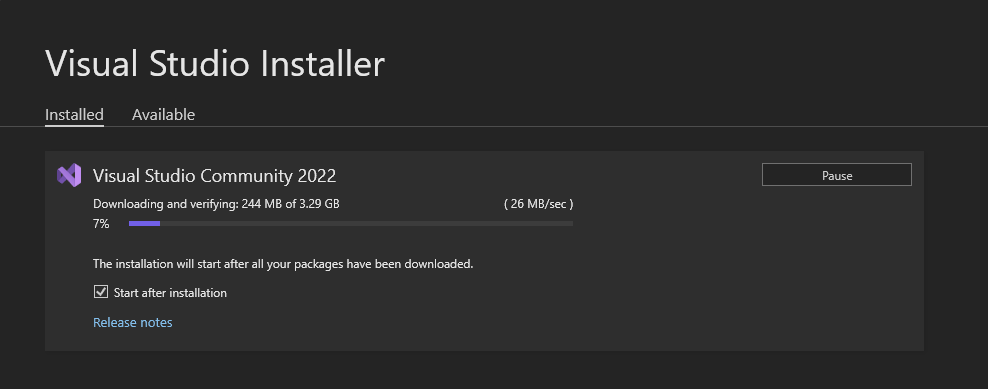 Visual Studio Installer
Installed Available
Visual Studio Community 2022 Pause
Downloading and verifying: 244 MB of 3.29 GB ( 26 MB/sec )
7%
The installation will start after all your packages have been downloaded.
Start after installation
Release notes